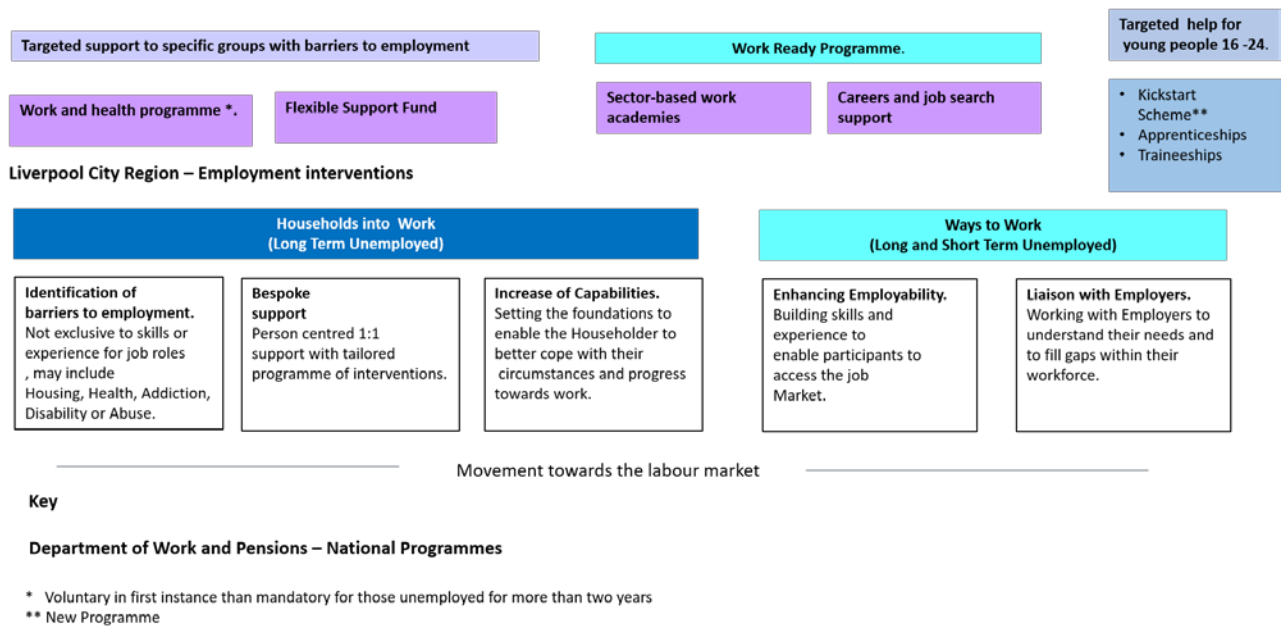 Targeted support to specific groups with barriers to employment
Work Ready Programme.
Targeted help for
young people 16 -24.
Work and health programme *.
Flexible Support Fund
Sector-based work
academies
Careers and job search
support
• Kickstart
Scheme**
• Apprenticeships
• Traineeships
Liverpool City Region – Employment interventions
Households into Work
(Long Term Unemployed)
Ways to Work
(Long and Short Term Unemployed)
Identification of
barriers to employment.
Not exclusive to skills or
experience for job roles
, may include
Housing, Health, Addiction,
Disability or Abuse.
Bespoke
support
Person centred 1:1
support with tailored
programme of interventions.
Increase of Capabilities.
Setting the foundations to
enable the Householder to
better cope with their
circumstances and progress
towards work.
Enhancing Employability.
Building skills and
experience to
enable participants to
access the job
Market.
Liaison with Employers.
Working with Employers to
understand their needs and
to fill gaps within their
workforce.
Movement towards the labour market
Key
Department of Work and Pensions – National Programmes
* Voluntary in first instance than mandatory for those unemployed for more than two years
** New Programme